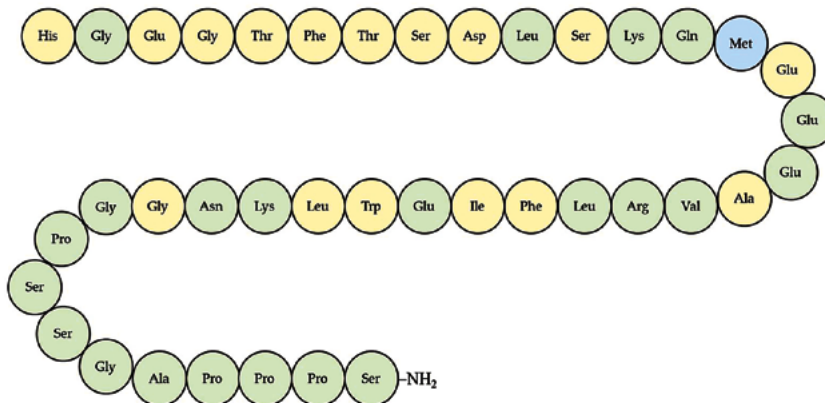 His Gly Glu Gly Thr Phe Thr Ser Asp Leu Ser Lys Gln Met
Glu
Glu
Glu
Gly Gly Asn Lys Leu Trp Glu Ile Phe Leu Arg Val Ala
Pro
Ser
Ser
Gly Ala Pro Pro Pro Ser –NH₂